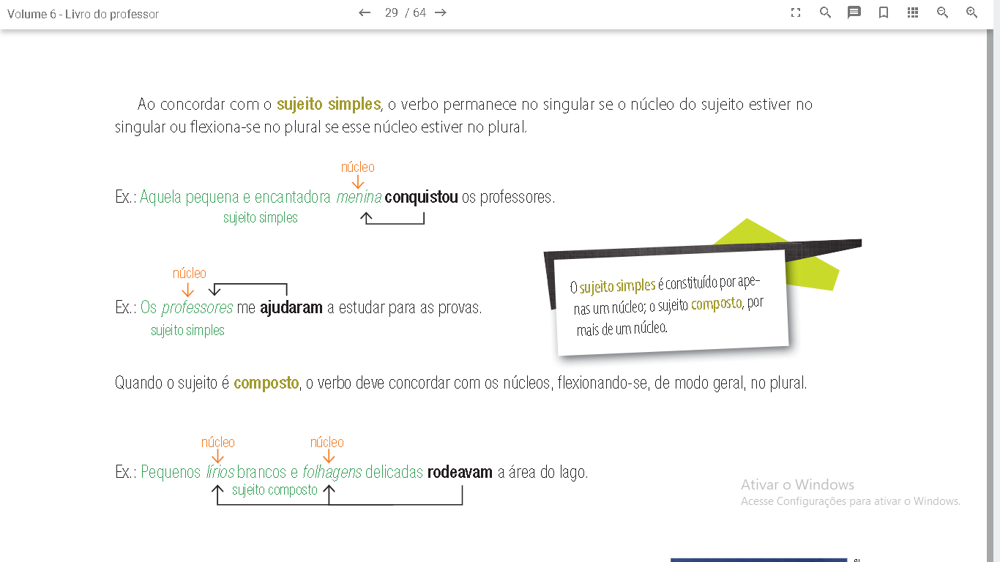 Volume 6 - Livro do professor
29 / 64
Ao concordar com o sujeito simples, o verbo permanece no singular se o núcleo do sujeito estiver no
singular ou flexiona-se no plural se esse núcleo estiver no plural.
núcleo
Ex.: Aquela pequena e encantadora menina conquistou os professores.
sujeito simples
núcleo
Ex.: Os professores me ajudaram a estudar para as provas.
sujeito simples
O sujeito simples é constituído por ape-
nas um núcleo; o sujeito composto, por
mais de um núcleo.
Quando o sujeito é composto, o verbo deve concordar com os núcleos, flexionando-se, de modo geral, no plural.
núcleo núcleo
Ex.: Pequenos lírios brancos e folhagens delicadas rodeavam a área do lago.
sujeito composto
Ativar o Windows
Acesse Configurações para ativar o Windows.